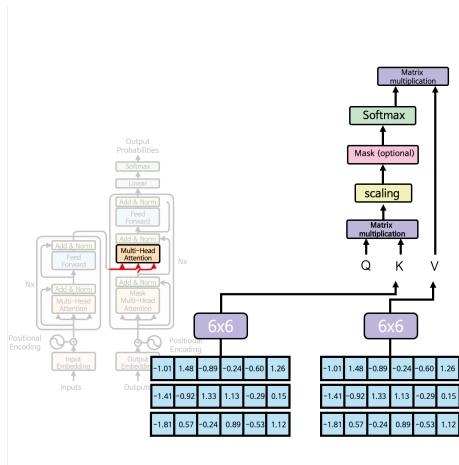 Matrix
multiplication
Softmax
Mask (optional)
scaling
Matrix
multiplication
Q K V
6x6 6x6
-1.01 1.48 -0.89 -0.24 -0.60 1.26
-1.41 -0.92 1.33 1.13 -0.29 0.15
-1.81 0.57 -0.24 0.89 -0.53 1.12
-1.01 1.48 -0.89 -0.24 -0.60 1.26
-1.41 -0.92 1.33 1.13 -0.29 0.15
-1.81 0.57 -0.24 0.89 -0.53 1.12
Output
Probabilities
Softmax
Linear
Add & Norm
Feed
Forward
Add & Norm
Multi-Head
Attention
Add & Norm
Mask
Multi-Head
Attention
Nx
Add & Norm
Feed
Forward
Add & Norm
Multi-Head
Attention
Nx
Positional
Encoding
Positional
Encoding
Input
Embedding
Output
Embedding
Inputs
Outputs